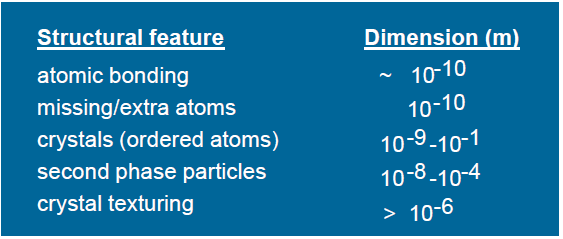 Structural feature Dimension (m)
atomic bonding ~ 10-10
missing/extra atoms 10-10
crystals (ordered atoms) 10-9-10-1
second phase particles 10-8-10-4
crystal texturing > 10-6